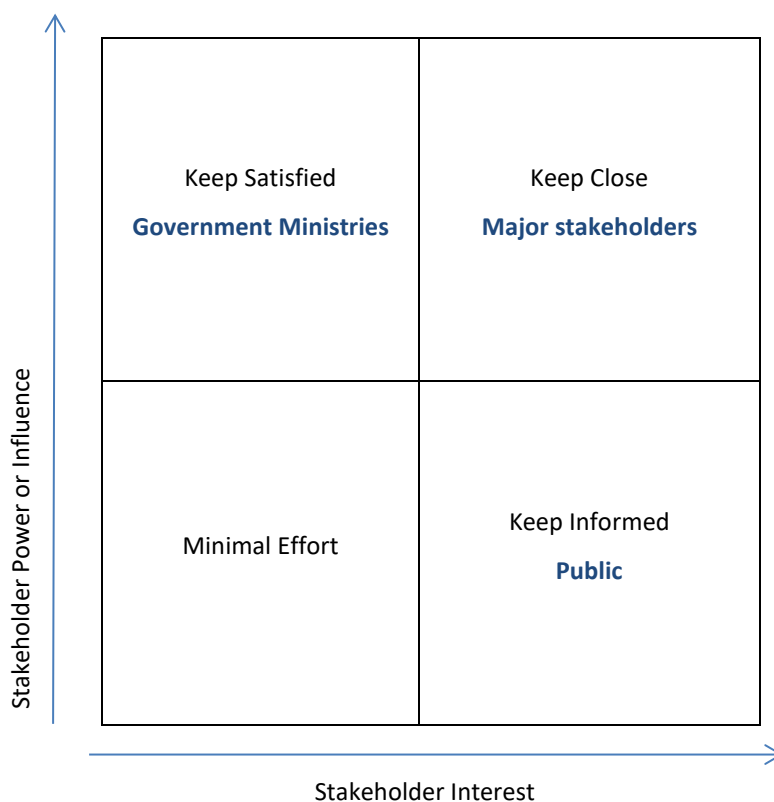 Keep Satisfied
Government Ministries
Keep Close
Major stakeholders
Stakeholder Power or Influence
Minimal Effort
Keep Informed
Public
Stakeholder Interest